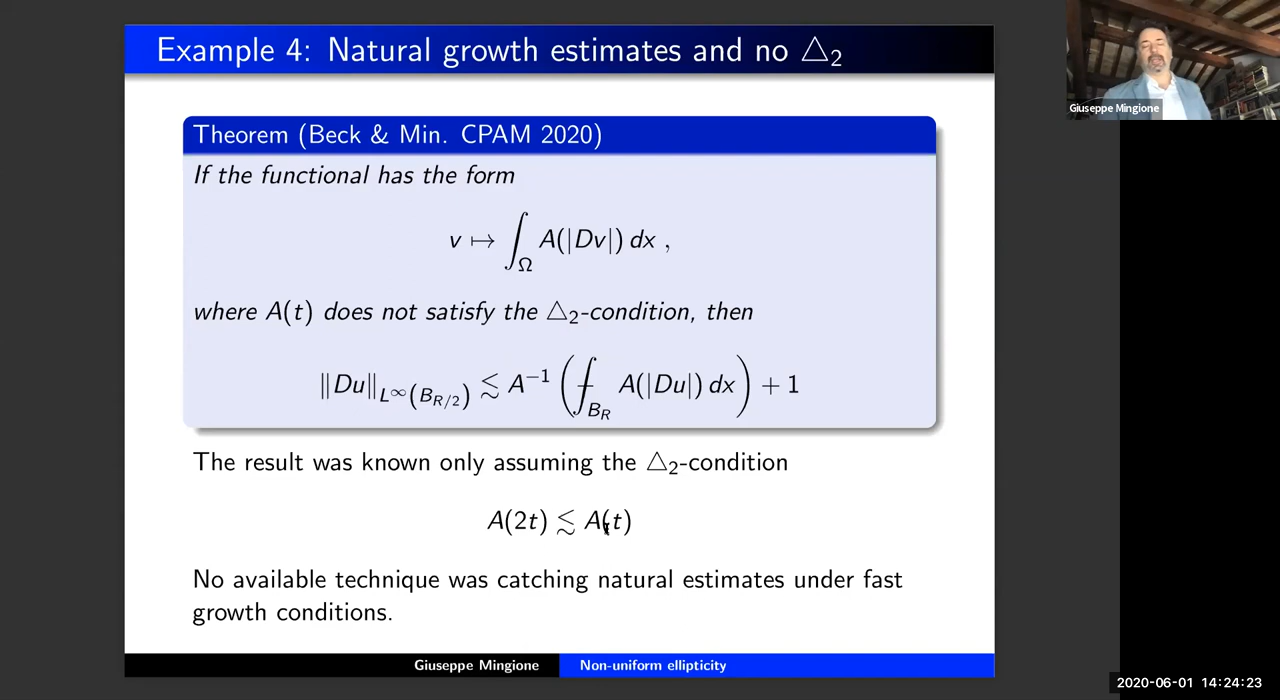 Example 4: Natural growth estimates and no △₂
Giuseppe Mingione
Theorem (Beck & Min. CPAM 2020)
If the functional has the form
v ↦ ∫_Ω A(|Dv|) dx ,
where A(t) does not satisfy the △₂-condition, then
‖Du‖_{L^∞(B_{R/2})} ≲ A^{-1} (⨍_{B_R} A(|Du|) dx) + 1
The result was known only assuming the △₂-condition
A(2t) ≲ A(t)
No available technique was catching natural estimates under fast
growth conditions.
Giuseppe Mingione Non-uniform ellipticity
2020-06-01 14:24:23